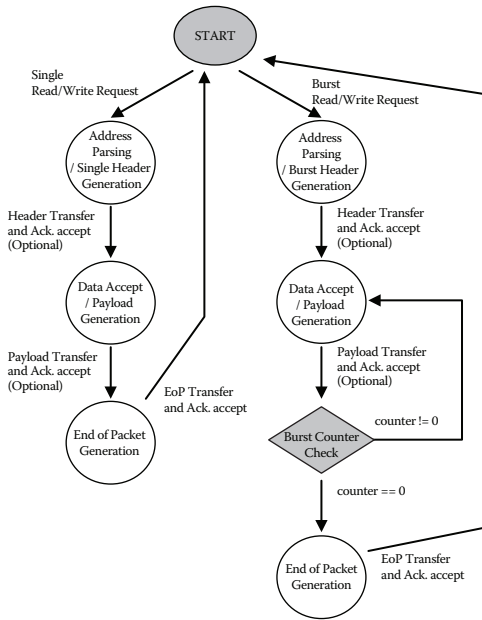 START
Single
Read/Write Request
Burst
Read/Write Request
Address
Parsing
/ Single Header
Generation
Address
Parsing
/ Burst Header
Generation
Header Transfer
and Ack. accept
(Optional)
Header Transfer
and Ack. accept
(Optional)
Data Accept
/ Payload
Generation
Data Accept
/ Payload
Generation
Payload Transfer
and Ack. accept
(Optional)
Payload Transfer
and Ack. accept
(Optional)
EoP Transfer
and Ack. accept
End of Packet
Generation
Burst Counter
Check
counter != 0
counter == 0
End of Packet
Generation
EoP Transfer
and Ack. accept